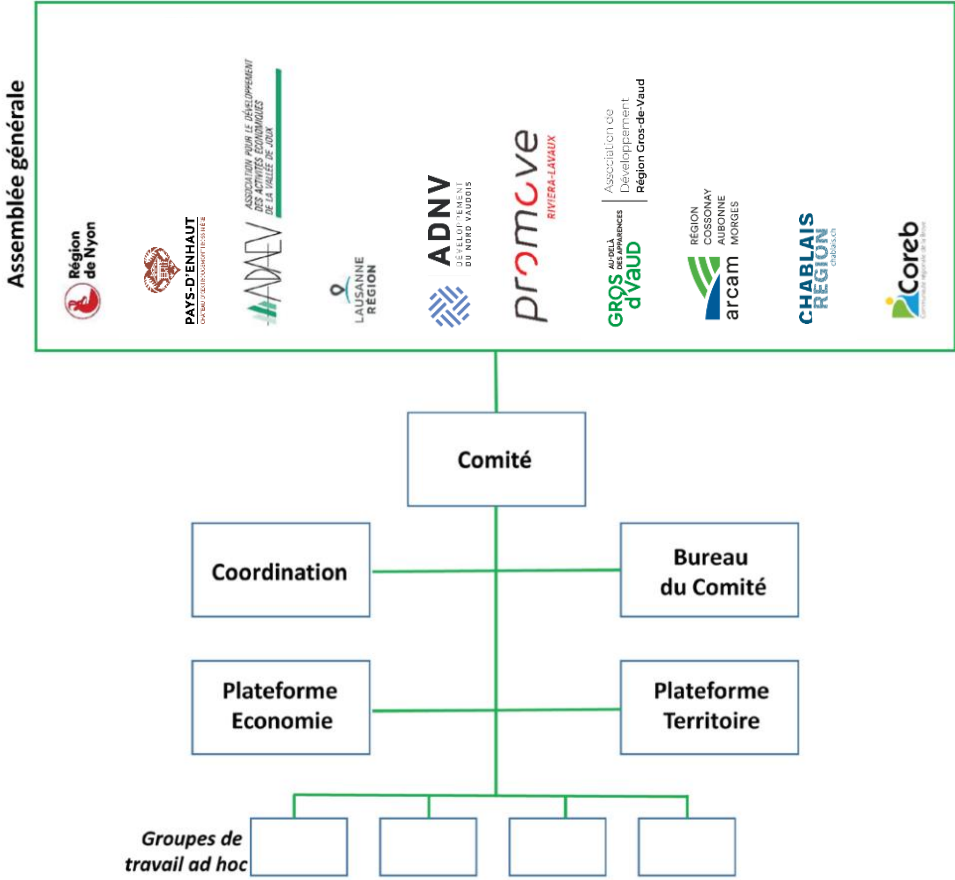 Assemblée générale
Région
de Nyon
PAYS-D'ENHAUT
ADAEV
ASSOCIATION POUR LE DÉVELOPPEMENT
DES ACTIVITÉS ÉCONOMIQUES
DE LA VALLÉE DE JOUX
LAUSANNE
RÉGION
ADNV
DÉVELOPPEMENT
DU NORD VAUDOIS
promove
RIVIERA-LAVAUX
GROS
d'VaUD
AU-DELÀ
DES APPARENCES
Association de
Développement
Région Gros-de-Vaud
arcam
RÉGION
COSSONAY
AUBONNE
MORGES
CHABLAIS
REGION
chablais.ch
Coreb
Comité
Coordination
Bureau
du Comité
Plateforme
Economie
Plateforme
Territoire
Groupes de
travail ad hoc